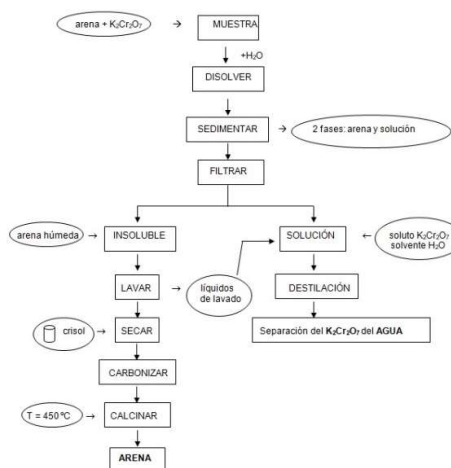 arena + K₂Cr₂O₇
MUESTRA
+H₂O
DISOLVER
SEDIMENTAR
2 fases: arena y solución
FILTRAR
arena húmeda
INSOLUBLE
SOLUCIÓN
soluto K₂Cr₂O₇
solvente H₂O
LAVAR
líquidos
de lavado
DESTILACIÓN
crisol
SECAR
Separación del K₂Cr₂O₇ del AGUA
CARBONIZAR
T = 450°C
CALCINAR
ARENA